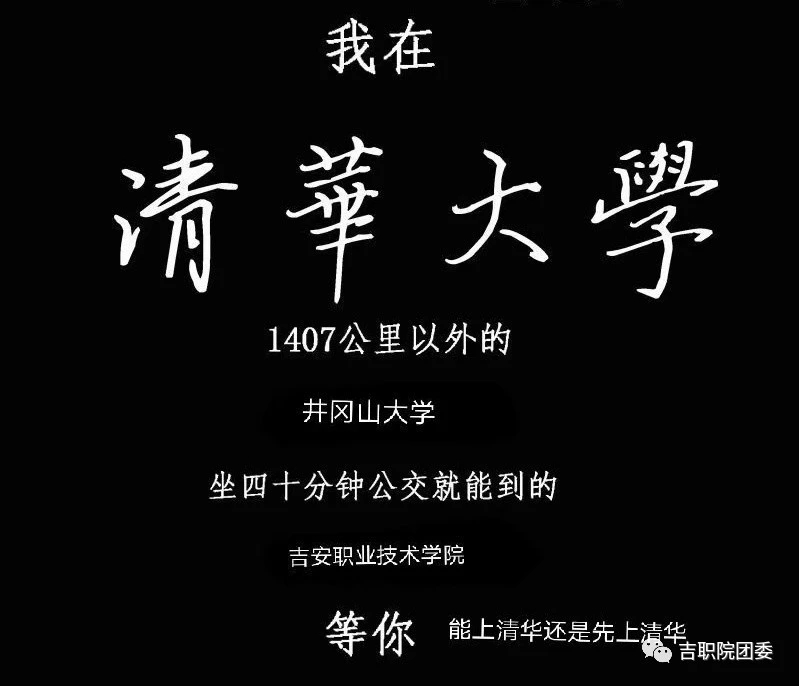 我在
清華大學
1407公里以外的
井冈山大学
坐四十分钟公交就能到的
吉安职业技术学院
等你 能上清华还是先上清华
吉职院团委